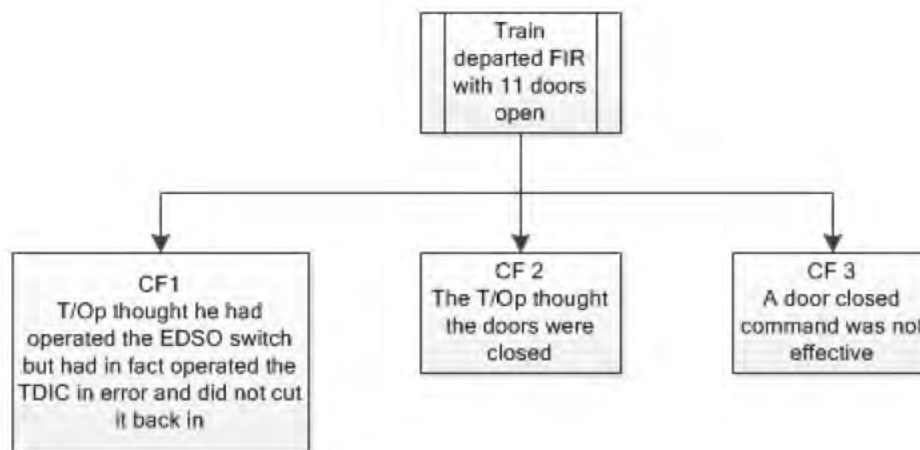 Train
departed FIR
with 11 doors
open
CF1
T/Op thought he had
operated the EDSO switch
but had in fact operated the
TDIC in error and did not cut
it back in
CF 2
The T/Op thought
the doors were
closed
CF 3
A door closed
command was not
effective